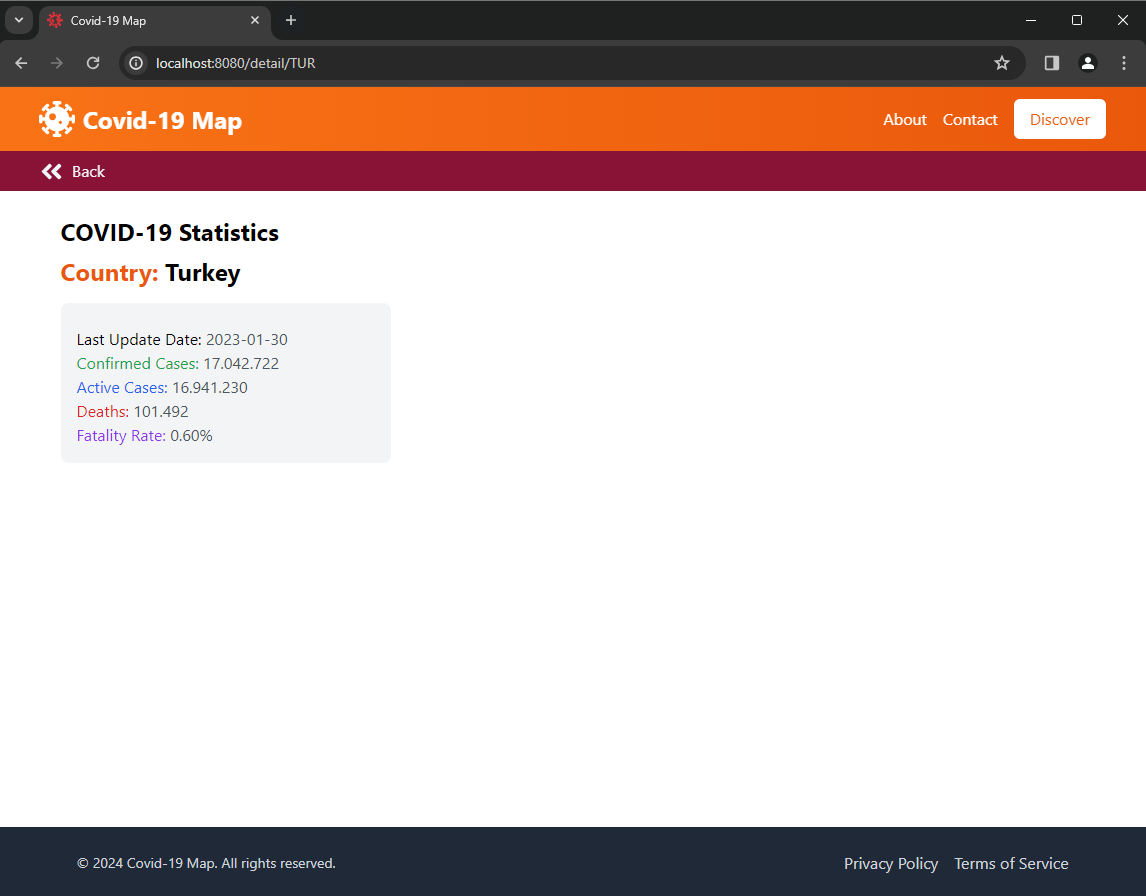 Covid-19 Map
localhost:8080/detail/TUR
Covid-19 Map
About Contact Discover
Back
COVID-19 Statistics
Country: Turkey
Last Update Date: 2023-01-30
Confirmed Cases: 17.042.722
Active Cases: 16.941.230
Deaths: 101.492
Fatality Rate: 0.60%
© 2024 Covid-19 Map. All rights reserved.
Privacy Policy Terms of Service